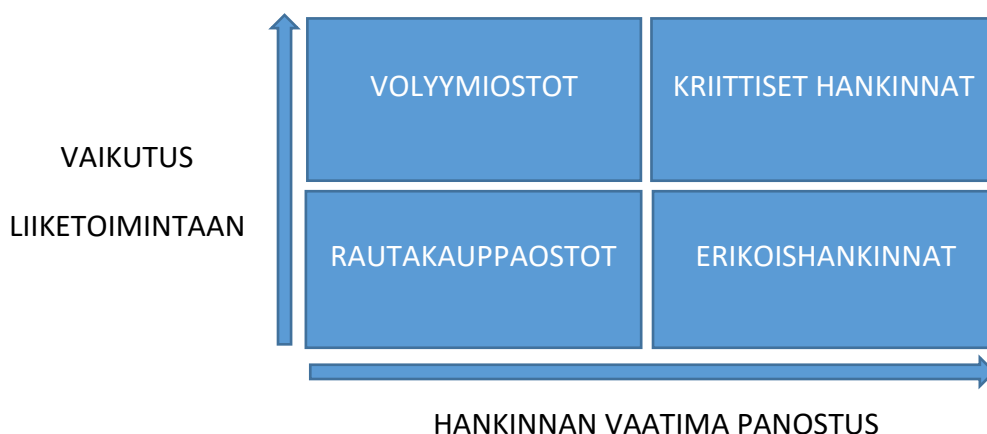 VOLYYMIOSTOT
KRIITTISET HANKINNAT
VAIKUTUS
LIIKETOIMINTAAN
RAUTAKAUPPAOSTOT
ERIKOISHANKINNAT
HANKINNAN VAATIMA PANOSTUS